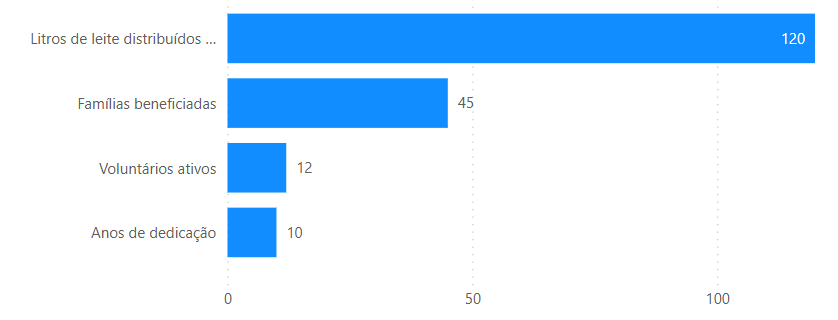 Litros de leite distribuídos ... 120
Famílias beneficiadas 45
Voluntários ativos 12
Anos de dedicação 10
0 50 100